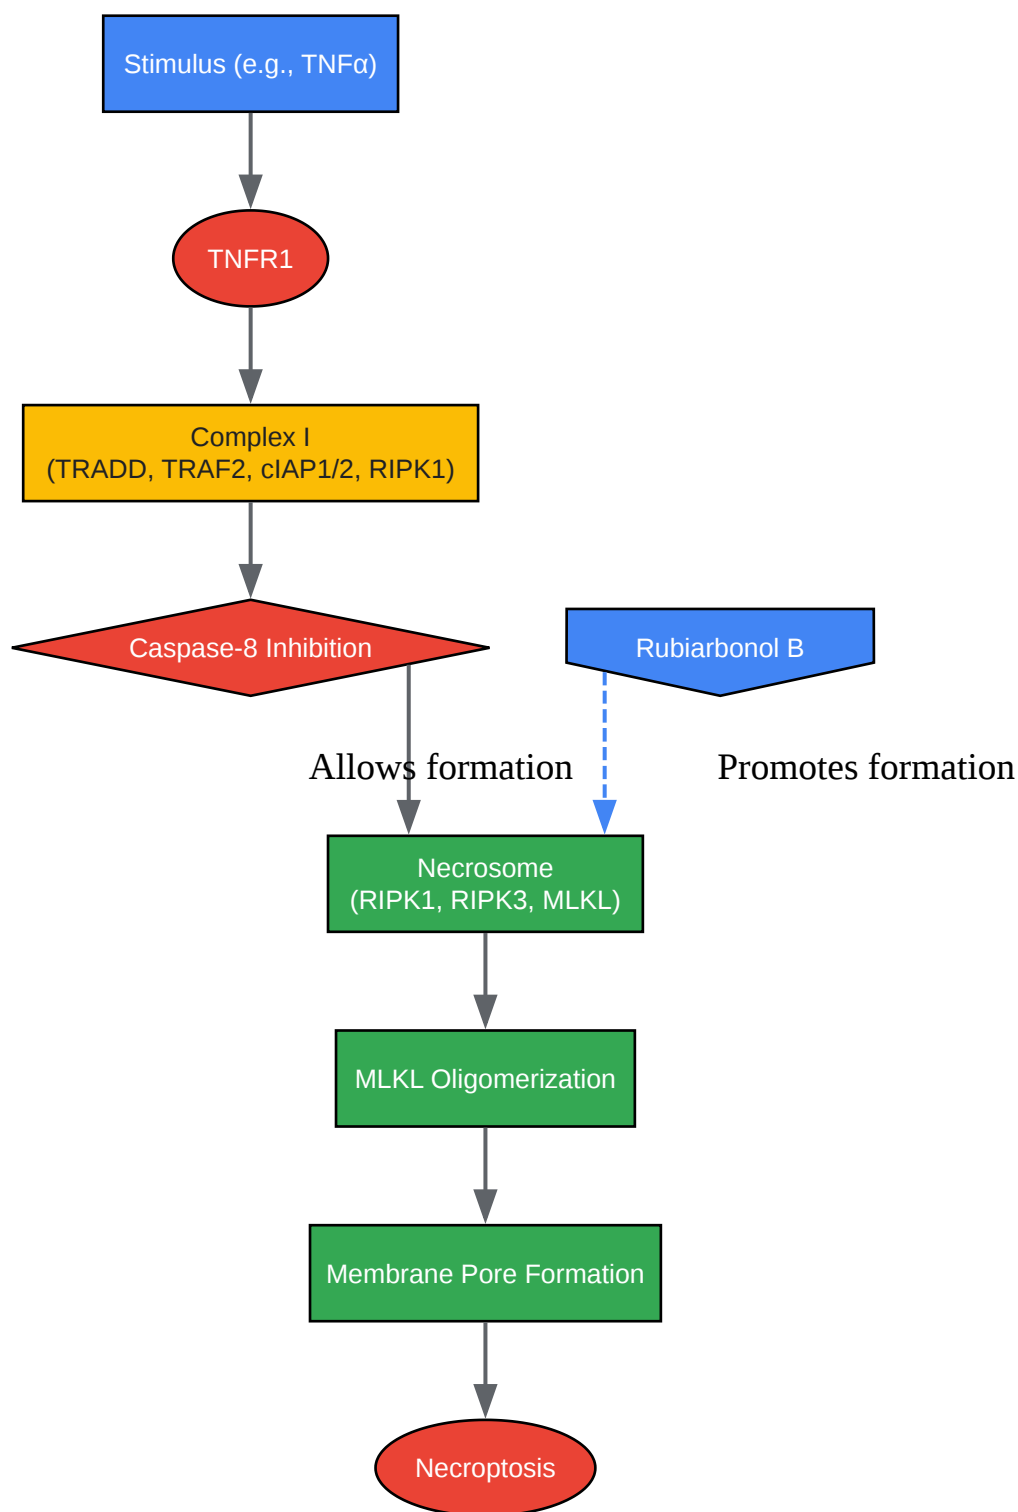 Stimulus (e.g., TNFα)
TNFR1
Complex I
(TRADD, TRAF2, cIAP1/2, RIPK1)
Caspase-8 Inhibition
Rubiarbonol B
Allows formation
Promotes formation
Necrosome
(RIPK1, RIPK3, MLKL)
MLKL Oligomerization
Membrane Pore Formation
Necroptosis